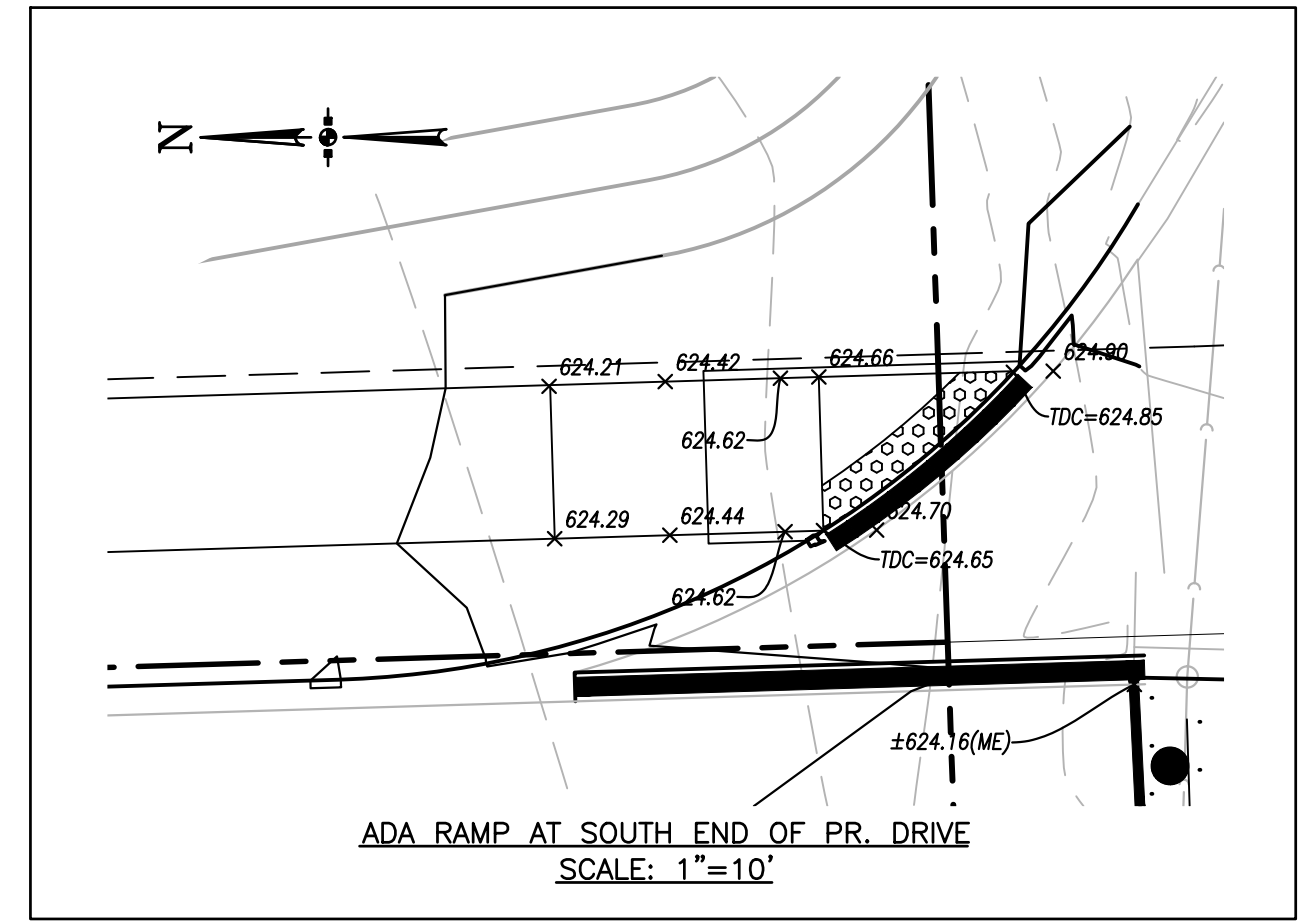 N
624.21
624.42
624.66
624.90
TDC=624.85
624.62
624.29
624.44
624.70
TDC=624.65
624.62
±624.16(ME)
ADA RAMP AT SOUTH END OF PR. DRIVE
SCALE: 1"=10'